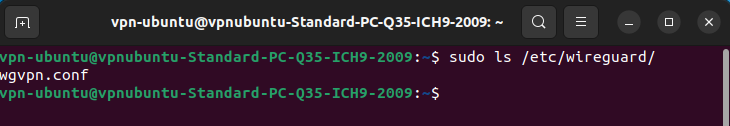 vpn-ubuntu@vpnubuntu-Standard-PC-Q35-ICH9-2009: ~
vpn-ubuntu@vpnubuntu-Standard-PC-Q35-ICH9-2009:~$ sudo ls /etc/wireguard/
wgvpn.conf
vpn-ubuntu@vpnubuntu-Standard-PC-Q35-ICH9-2009:~$